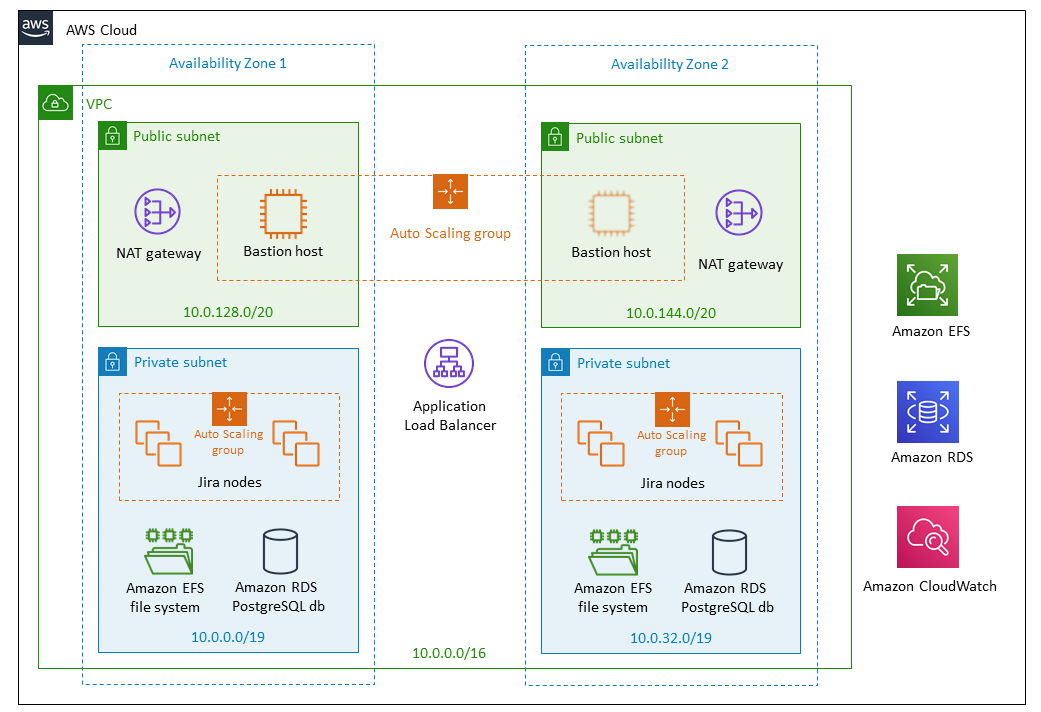 aws
AWS Cloud
Availability Zone 1
Availability Zone 2
VPC
Public subnet
NAT gateway
Bastion host
10.0.128.0/20
Auto Scaling group
Public subnet
Bastion host
NAT gateway
10.0.144.0/20
Private subnet
Auto Scaling
group
Jira nodes
Amazon EFS
file system
Amazon RDS
PostgreSQL db
10.0.0.0/19
Application
Load Balancer
10.0.0.0/16
Private subnet
Auto Scaling
group
Jira nodes
Amazon EFS
file system
Amazon RDS
PostgreSQL db
10.0.32.0/19
Amazon EFS
Amazon RDS
Amazon CloudWatch